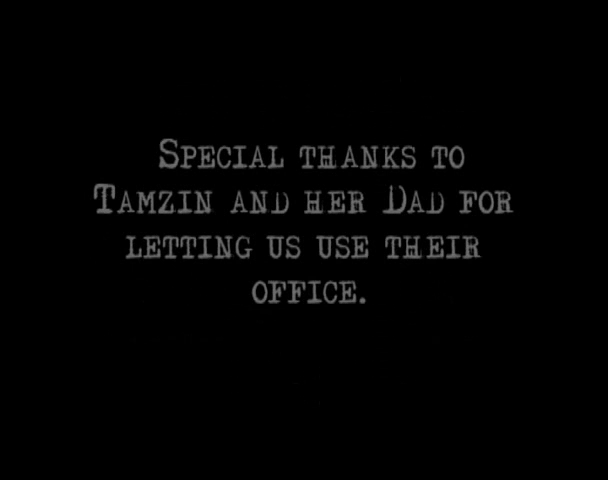 Special thanks to
Tamzin and her Dad for
letting us use their
office.